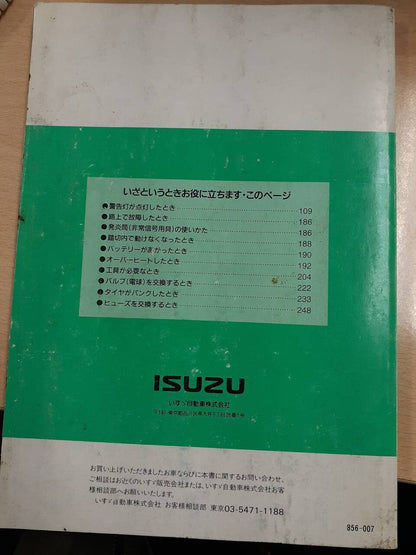 いざというときお役に立ちます・このページ
●警告灯が点灯したとき 109
●路上で故障したとき 186
●発炎筒(非常信号用具)の使いかた 186
●踏切内で動けなくなったとき 188
●バッテリーがあがったとき 190
●オーバーヒートしたとき 192
●工具が必要なとき 204
●バルブ(電球)を交換するとき 222
●タイヤがパンクしたとき 233
●ヒューズを交換するとき 248
ISUZU
いすゞ自動車株式会社
東京都品川区南大井6丁目
お買い上げいただきましたお車ならびに本書に関するお問い合わせ、
ご相談はお近くのいすゞ販売会社または、いすゞ自動車株式会社お客
様相談部へお願いいたします。
いすゞ自動車株式会社 お客様相談部 東京03-5471-1188
856-007